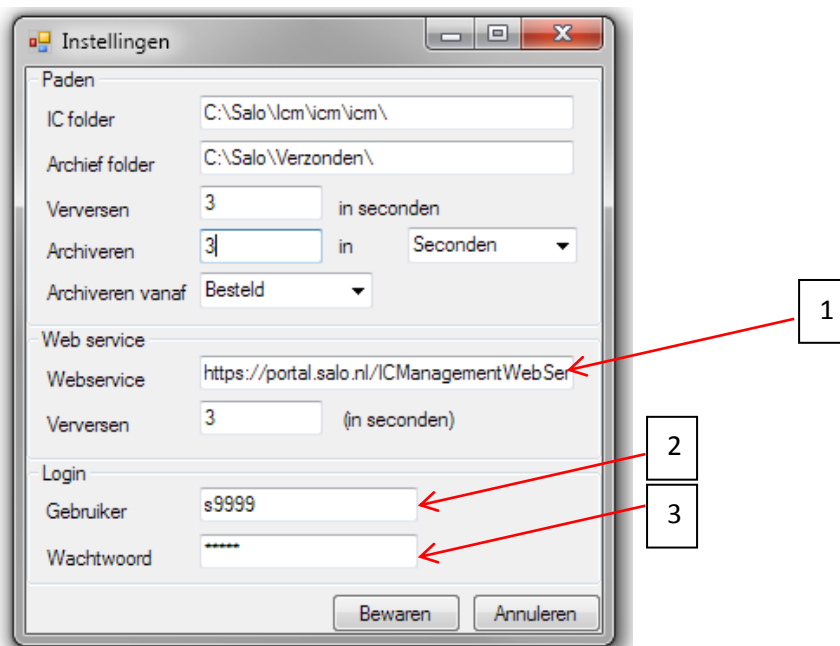 Instellingen
Paden
IC folder C:\Salo\Icm\icm\icm\
Archief folder C:\Salo\Verzonden\
Verversen 3 in seconden
Archiveren 3 in Seconden
Archiveren vanaf Besteld
1
Web service
Webservice https://portal.salo.nl/ICManagementWebSer
Verversen 3 (in seconden)
2
Login
Gebruiker s9999
3
Wachtwoord *****
Bewaren Annuleren